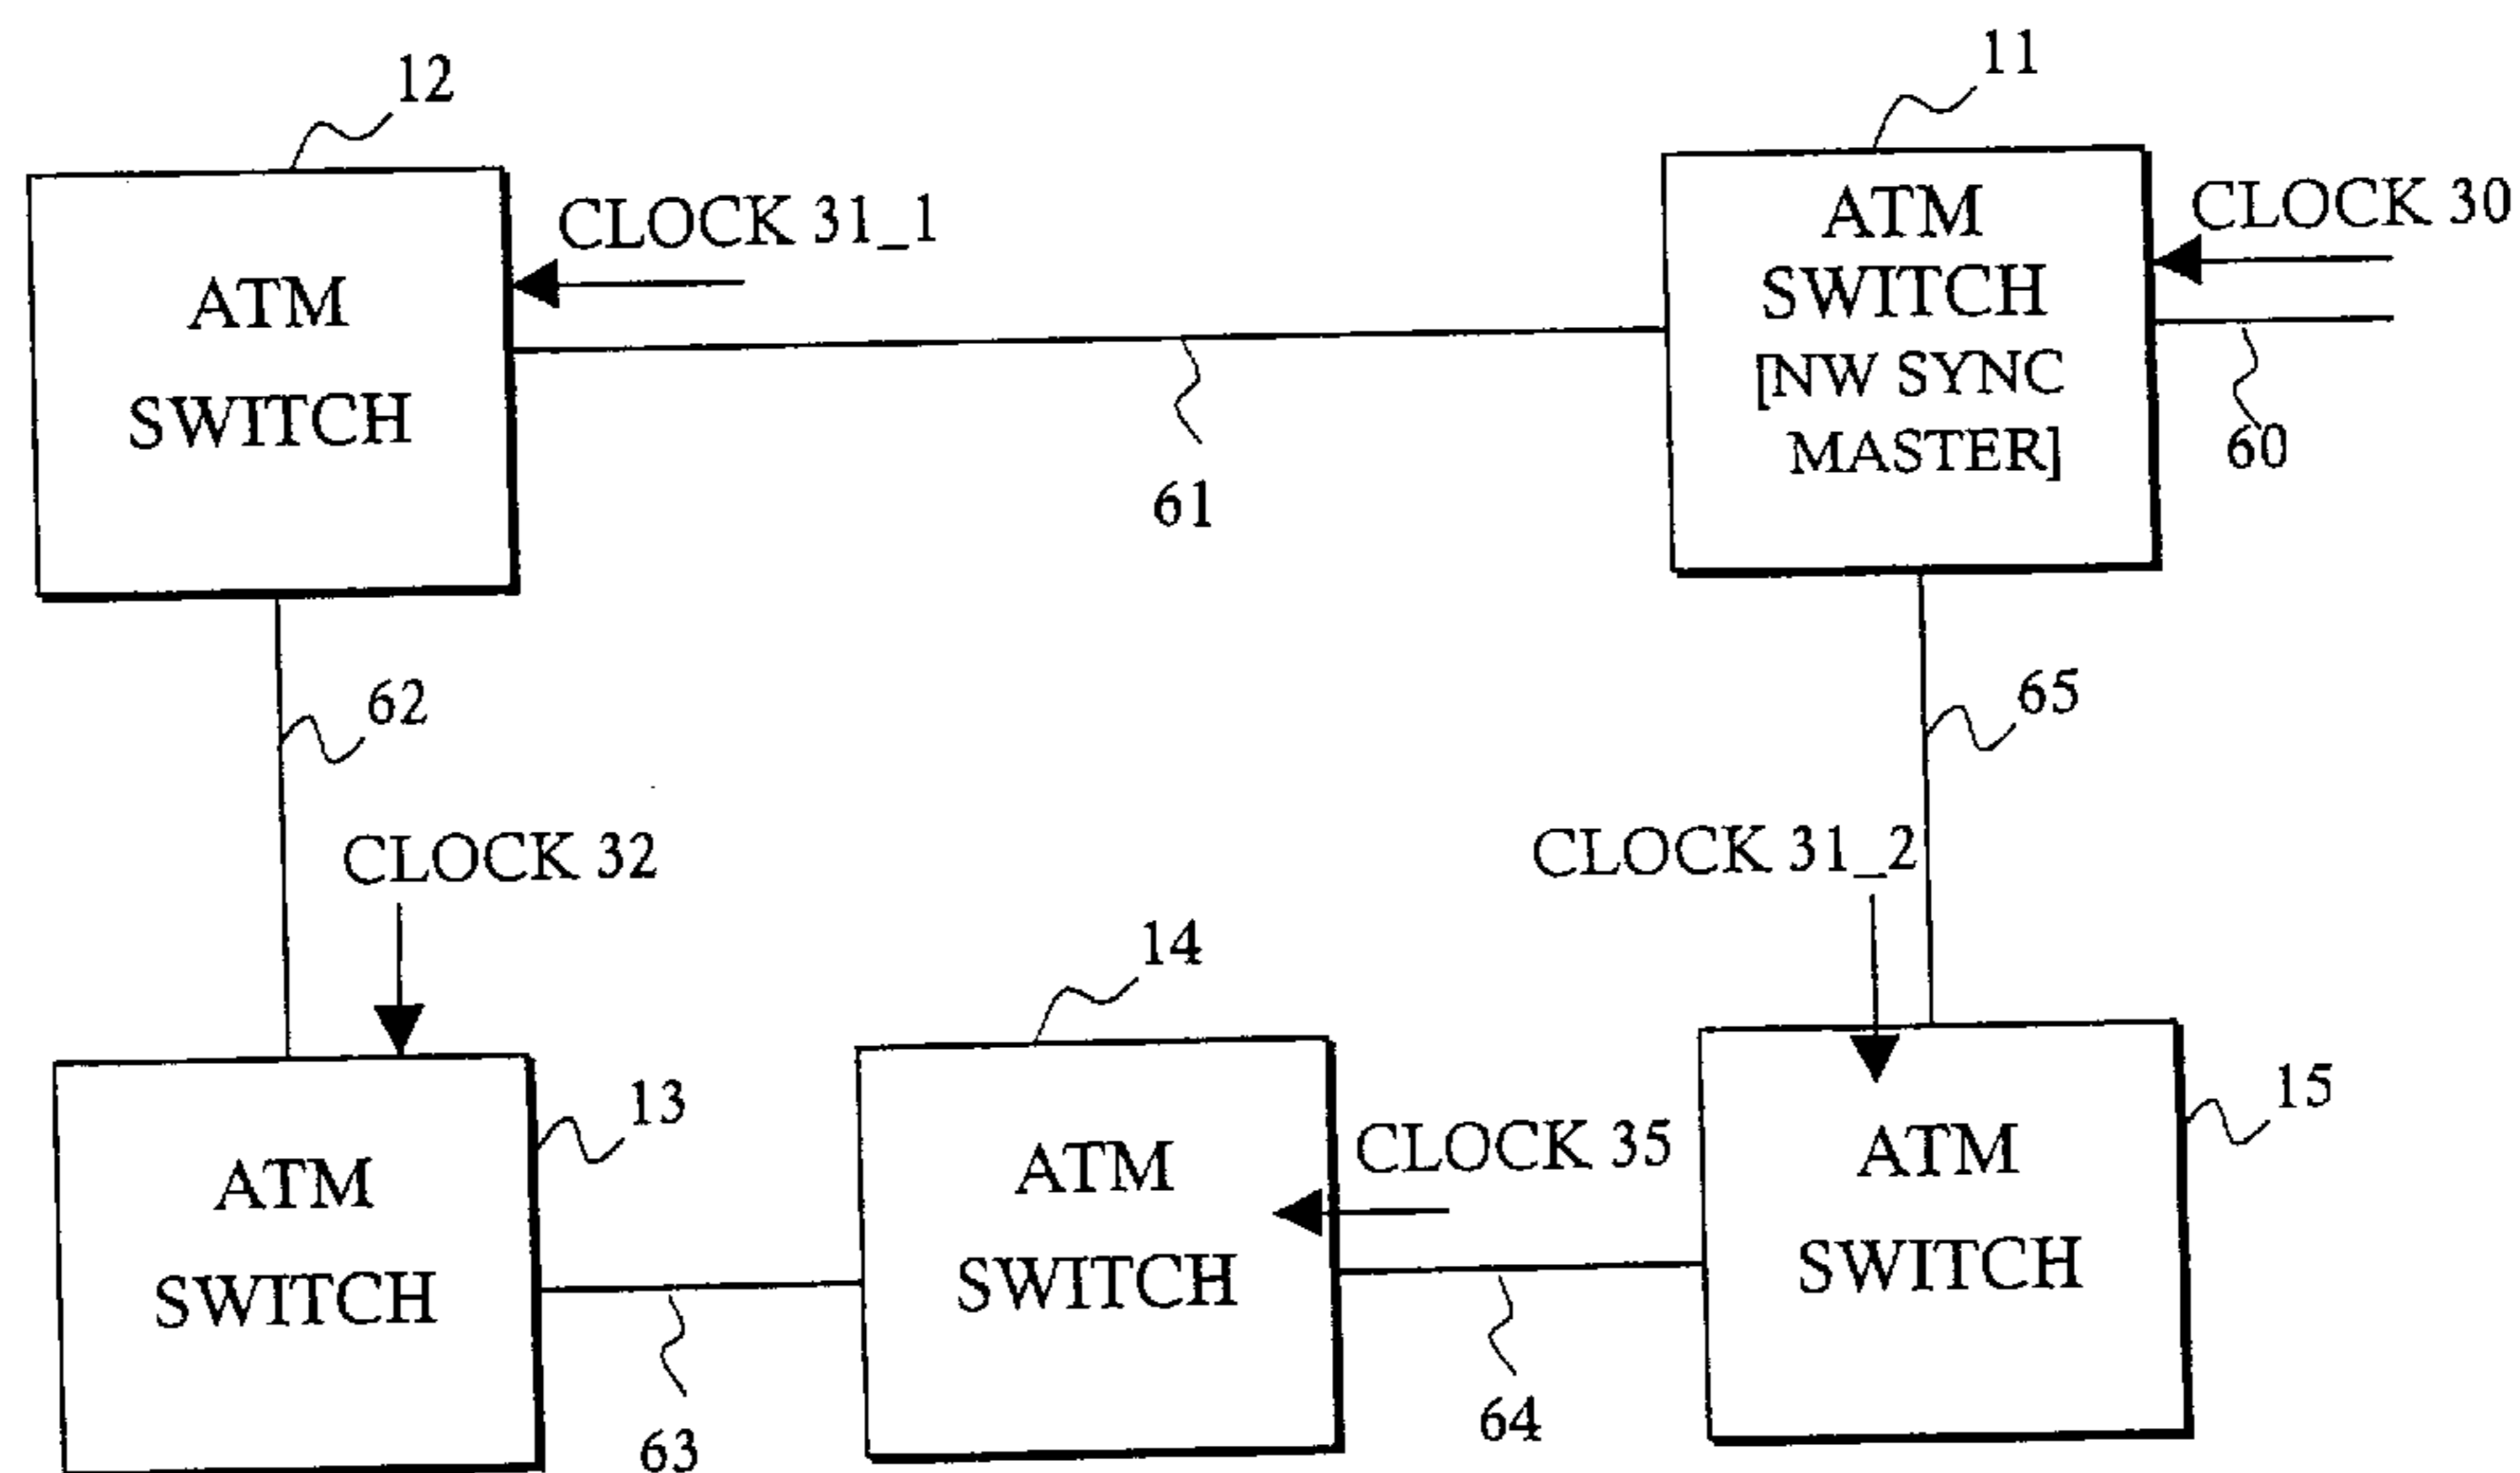 12
11
CLOCK 31_1
CLOCK 30
ATM
SWITCH
ATM
SWITCH
[NW SYNC
MASTER]
60
61
62
65
CLOCK 32
CLOCK 31_2
14
13
15
CLOCK 35
ATM
SWITCH
ATM
SWITCH
ATM
SWITCH
63
64